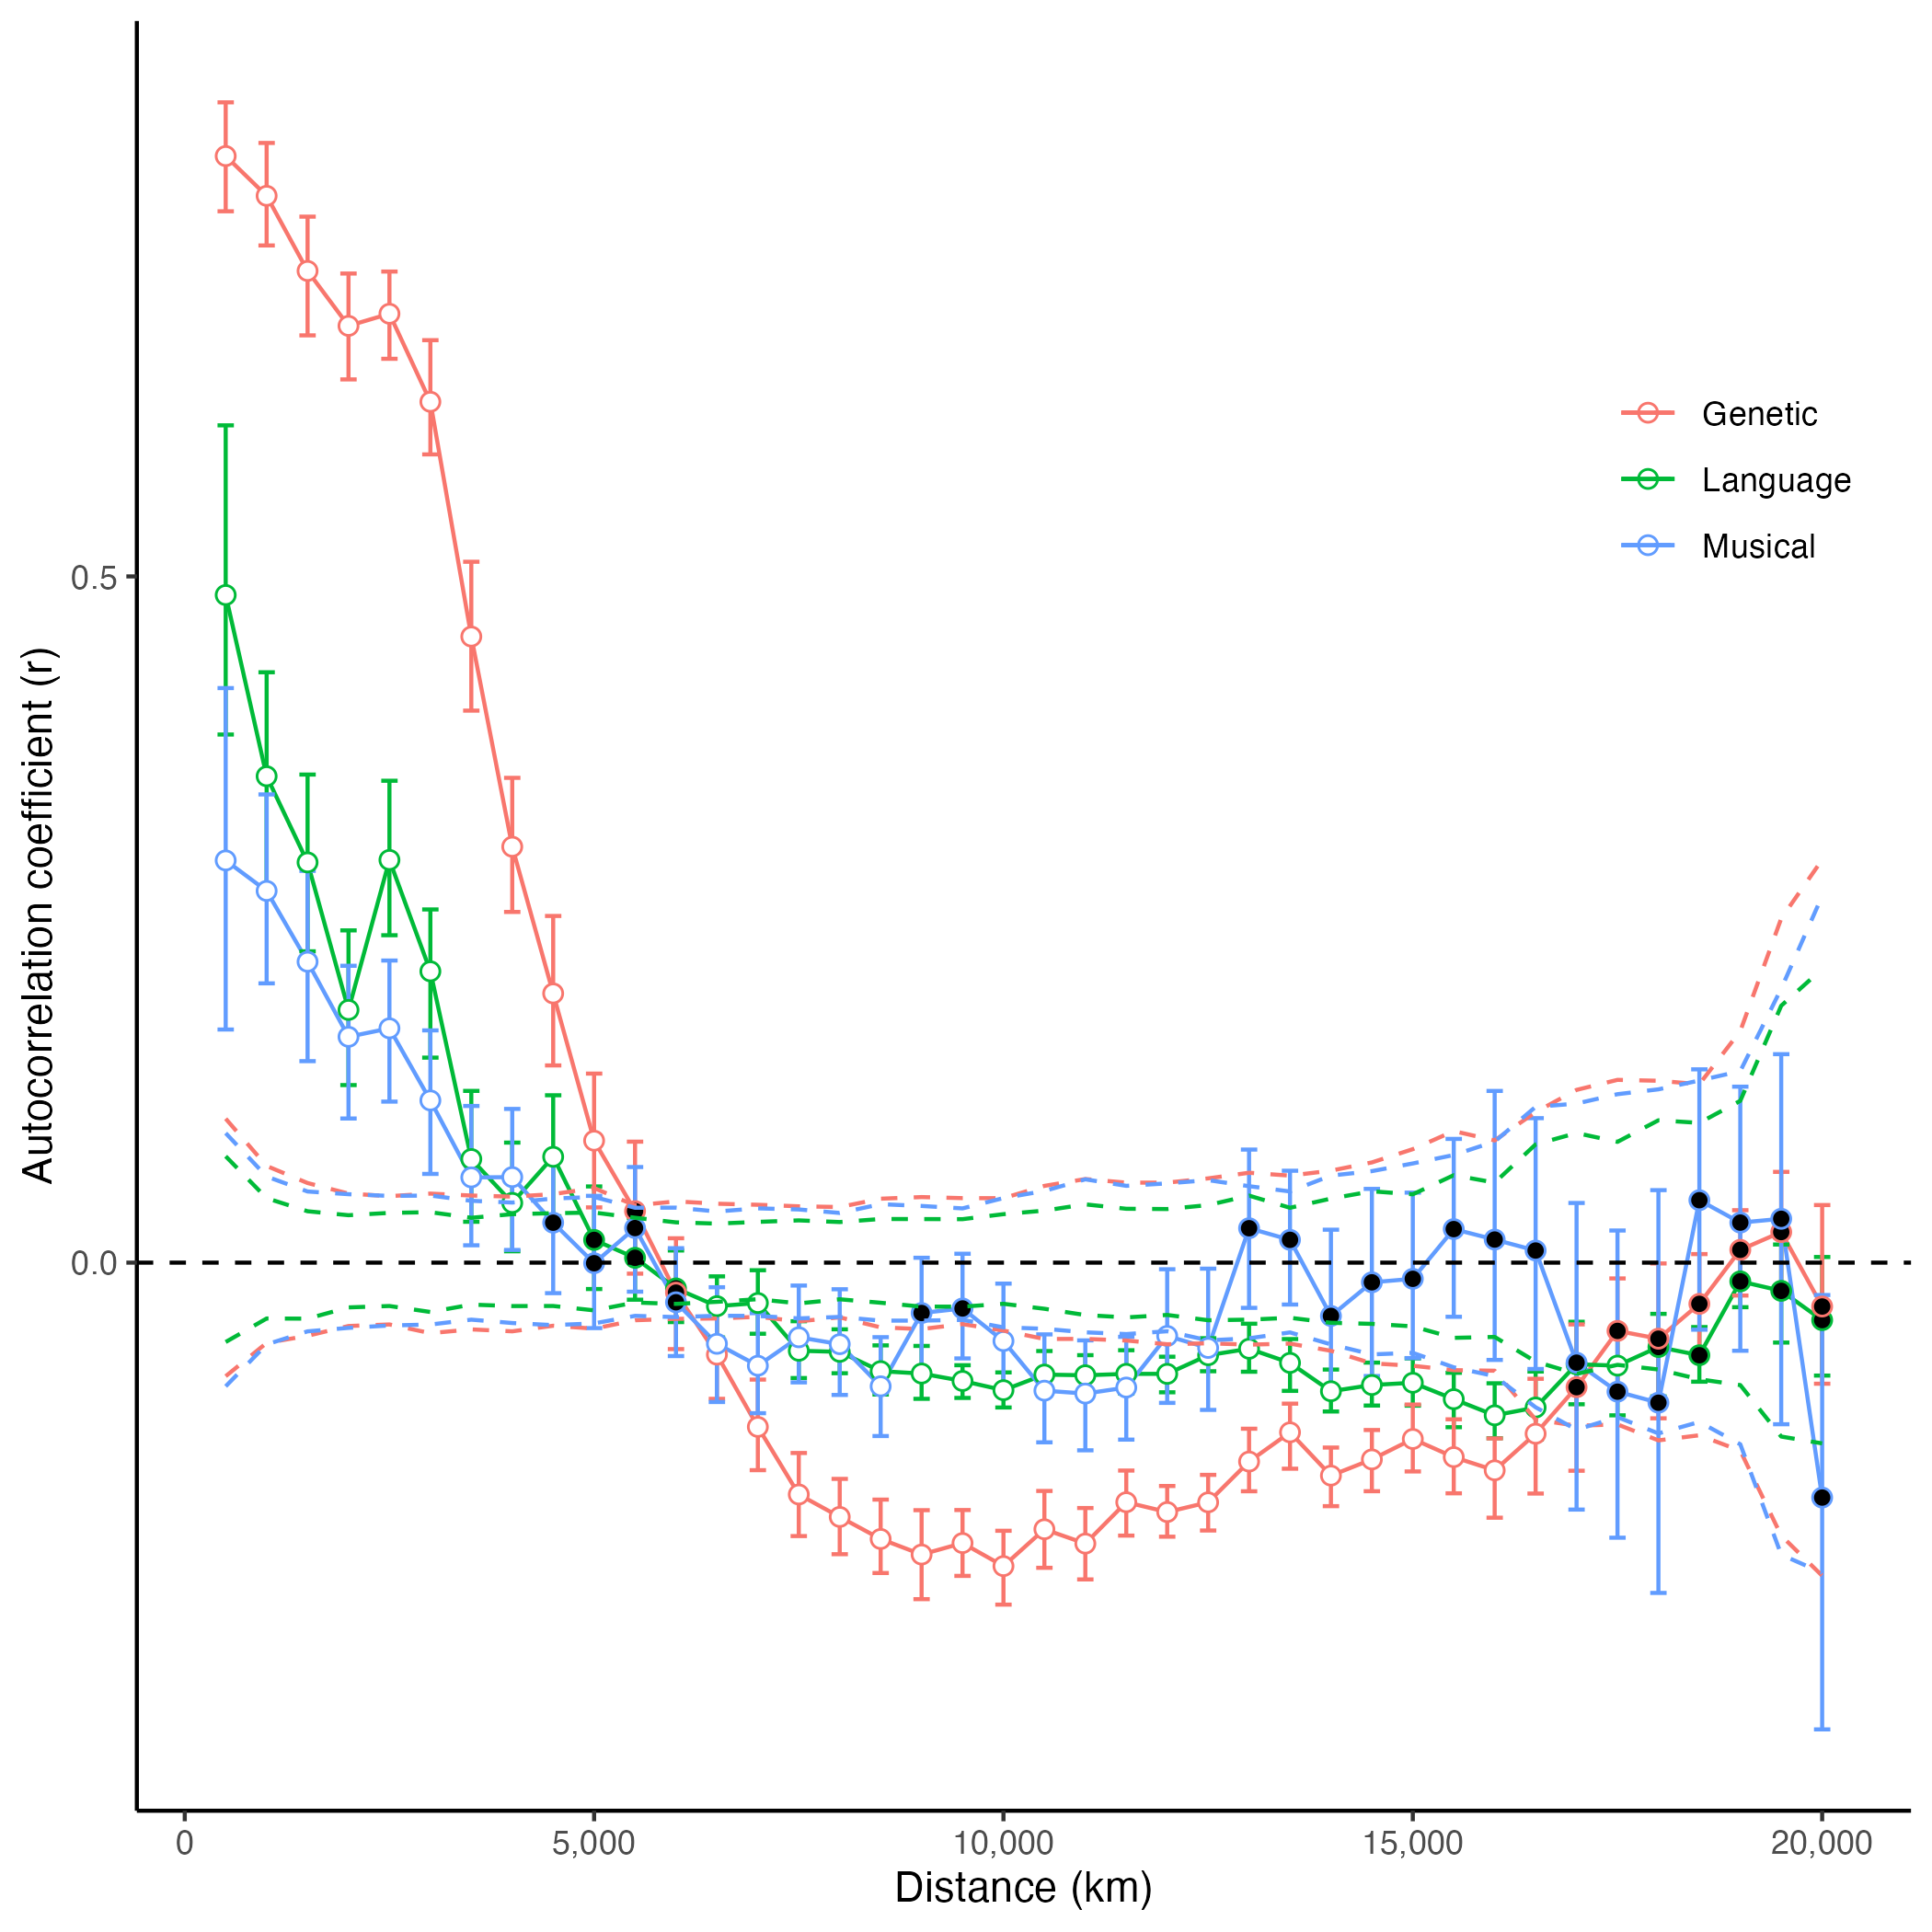 Autocorrelation coefficient (r)
0.5
0.0
Genetic
Language
Musical
0
5,000
10,000
15,000
20,000
Distance (km)